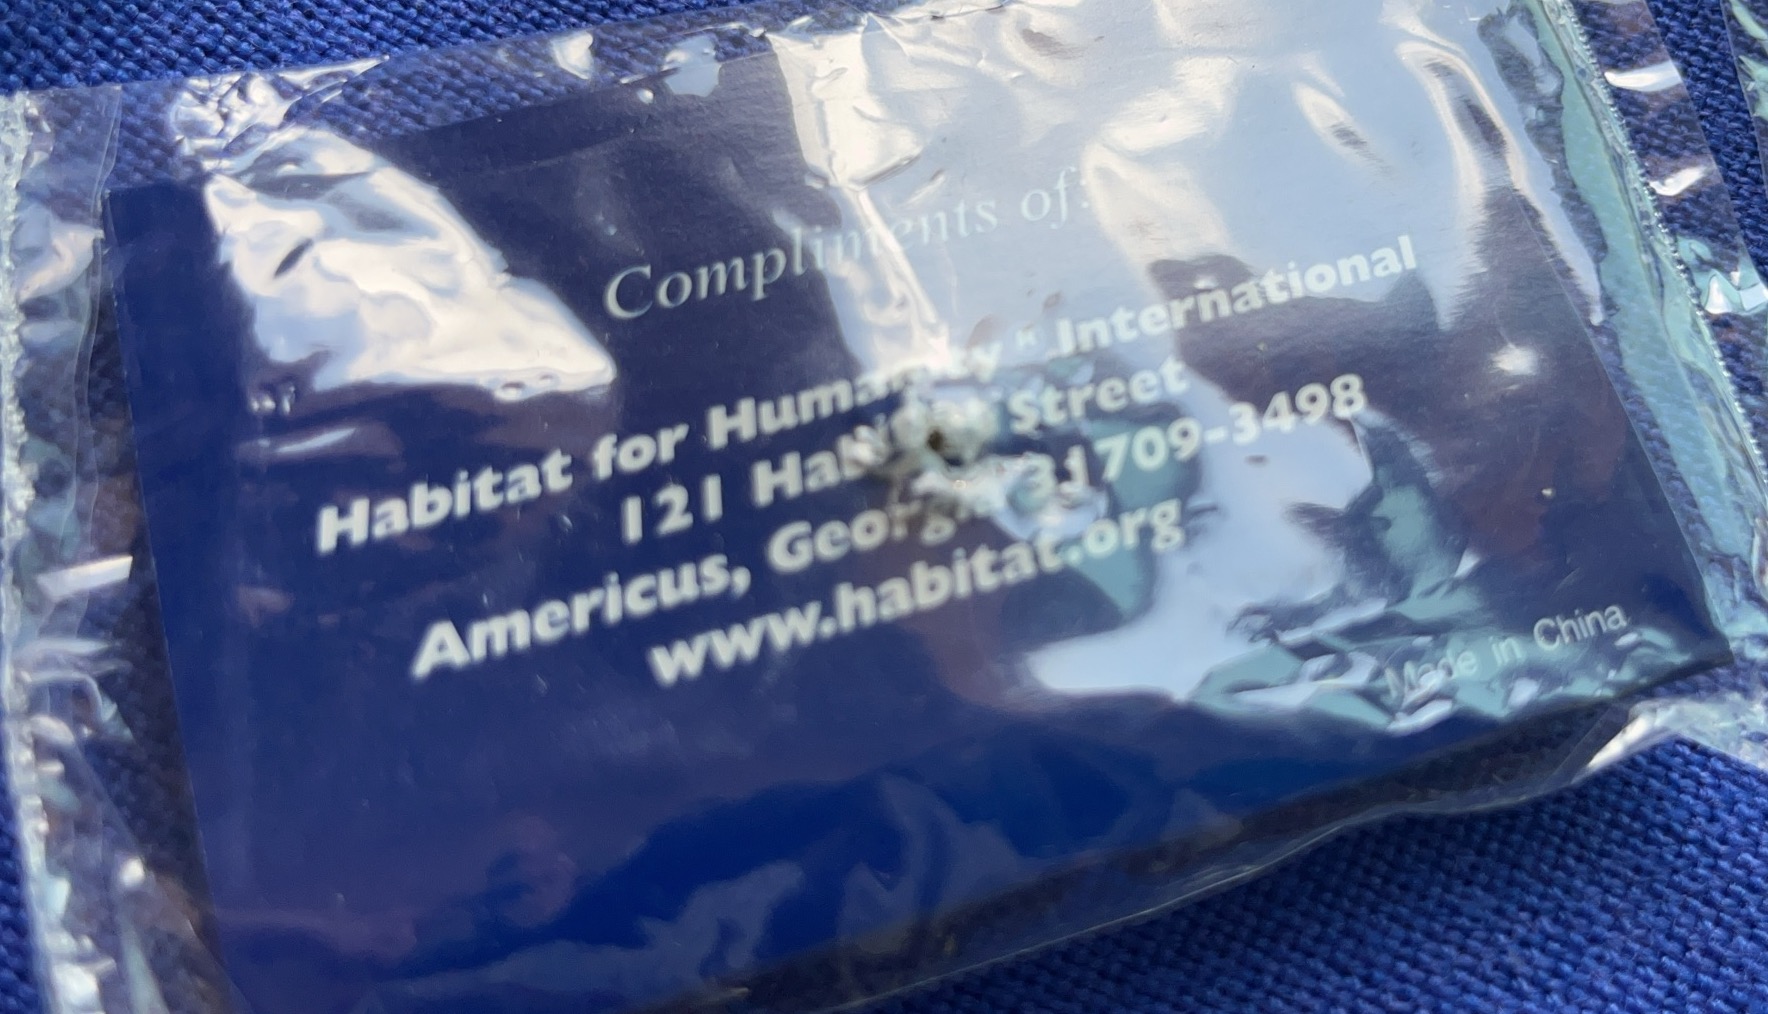 Compliments of:
Habitat for Humanity® International
121 Habitat Street
Americus, Georgia 31709-3498
www.habitat.org
Made in China